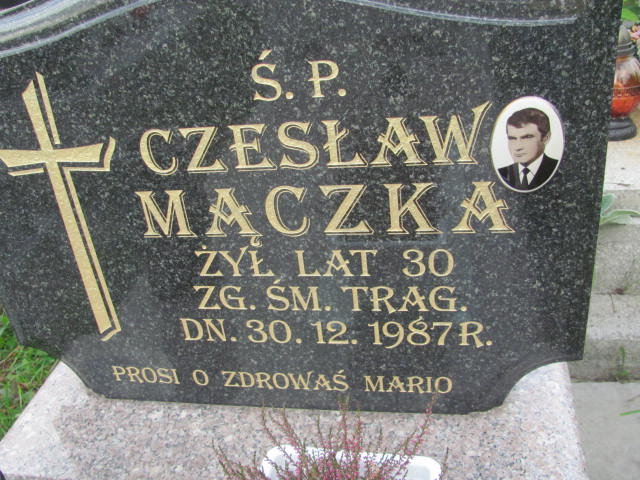 Ś. P.
CZESŁAW
MĄCZKA
ŻYŁ LAT 30
ZG. ŚM. TRAG.
DN. 30. 12. 1987 R.
PROSI O ZDROWAŚ MARIO